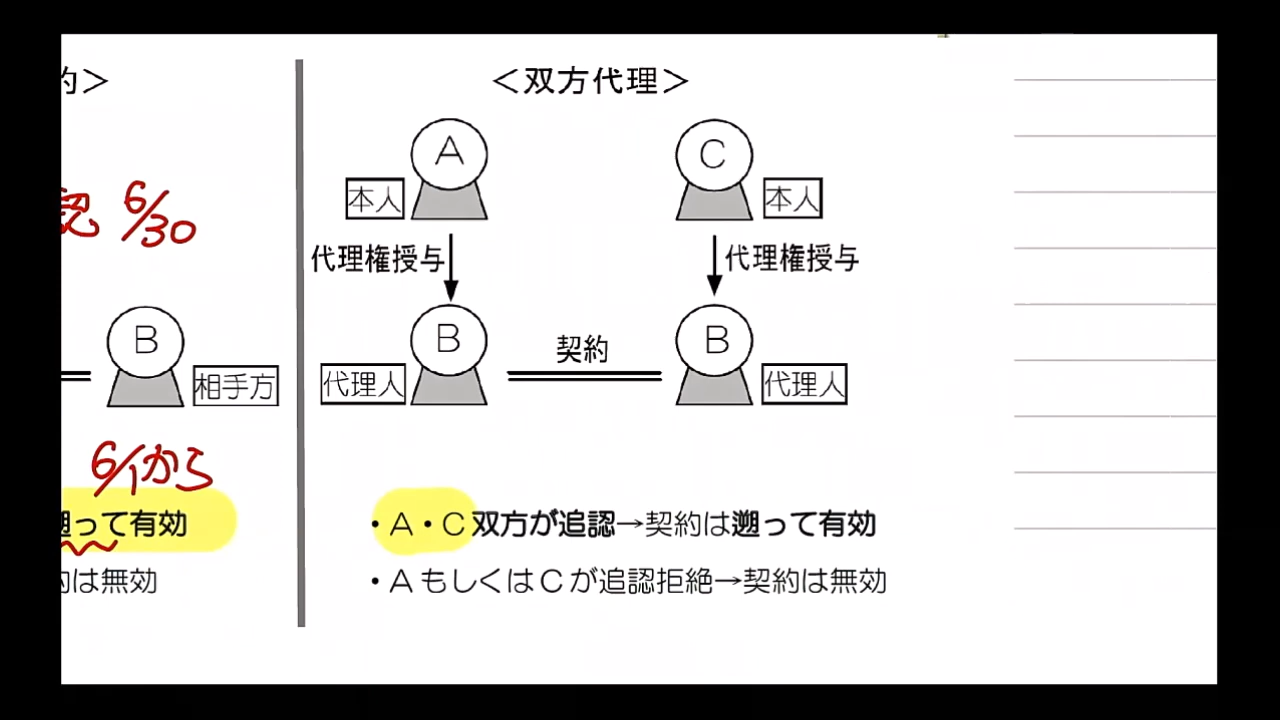 約＞
認 6/30
B
相手方
6/1から
遡って有効
約は無効
＜双方代理＞
A
C
本人
本人
代理権授与
代理権授与
B
契約
B
代理人
代理人
・A・C双方が追認→契約は遡って有効
・AもしくはCが追認拒絶→契約は無効